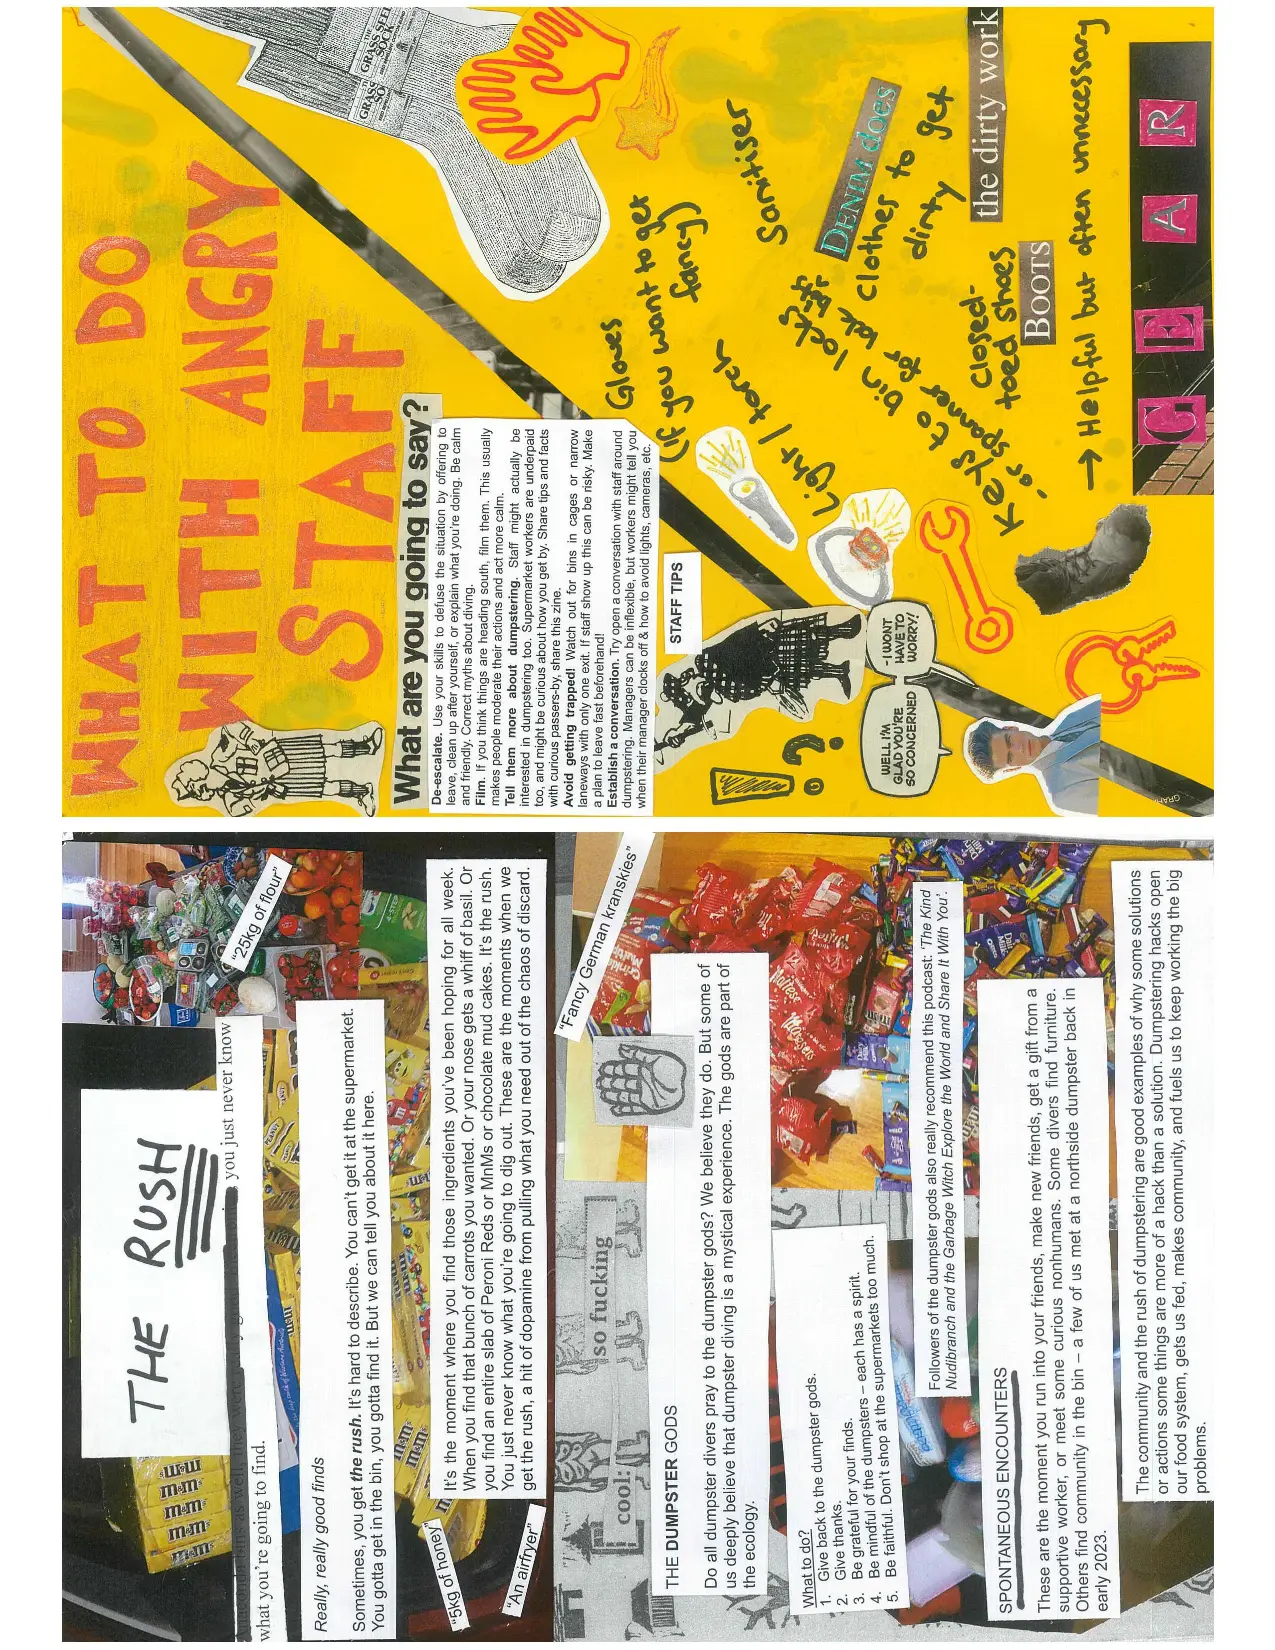 THE RUSH
you just never know
what you're going to find.
Really, really good finds
Sometimes, you get the rush. It's hard to describe. You can't get it at the supermarket.
You gotta get in the bin, you gotta find it. But we can tell you about it here.
"25kg of flour"
It's the moment where you find those ingredients you've been hoping for all week.
When you find that bunch of carrots you wanted. Or your nose gets a whiff of basil. Or
you find an entire slab of Peroni Reds or MnMs or chocolate mud cakes. It's the rush.
You just never know what you're going to dig out. These are the moments when we
get the rush, a hit of dopamine from pulling what you need out of the chaos of discard.
"5kg of honey"
"An airfryer"
"Fancy German kranskies"
cool:
so fucking
THE DUMPSTER GODS
Do all dumpster divers pray to the dumpster gods? We believe they do. But some of
us deeply believe that dumpster diving is a mystical experience. The gods are part of
the ecology.
What to do?
1. Give back to the dumpster gods.
2. Give thanks.
3. Be grateful for your finds.
4. Be mindful of the dumpsters – each has a spirit.
5. Be faithful. Don't shop at the supermarkets too much.
Followers of the dumpster gods also really recommend this podcast: 'The Kind
Nudibranch and the Garbage Witch Explore the World and Share It With You'.
SPONTANEOUS ENCOUNTERS
These are the moment you run into your friends, make new friends, get a gift from a
supportive worker, or meet some curious nonhumans. Some divers find furniture.
Others find community in the bin – a few of us met at a northside dumpster back in
early 2023.
The community and the rush of dumpstering are good examples of why some solutions
or actions some things are more of a hack than a solution. Dumpstering hacks open
our food system, gets us fed, makes community, and fuels us to keep working the big
problems.
WHAT TO DO
WITH ANGRY
STAFF
What are you going to say?
De-escalate. Use your skills to defuse the situation by offering to
leave, clean up after yourself, or explain what you're doing. Be calm
and friendly. Correct myths about diving.
Film. If you think things are heading south, film them. This usually
makes people moderate their actions and act more calm.
Tell them more about dumpstering. Staff might actually be
interested in dumpstering too. Supermarket workers are underpaid
too, and might be curious about how you get by. Share tips and facts
with curious passers-by, share this zine.
Avoid getting trapped! Watch out for bins in cages or narrow
laneways with only one exit. If staff show up this can be risky. Make
a plan to leave fast beforehand!
Establish a conversation. Try open a conversation with staff around
dumpstering. Managers can be inflexible, but workers might tell you
when their manager clocks off & how to avoid lights, cameras, etc.
STAFF TIPS
WELL I'M
GLAD YOU'RE
SO CONCERNED
-I WONT
HAVE TO
WORRY!
THE
GRASS
SOCK
Gloves
(If you want to get
fancy)
Sanitiser
Light / torch
Keys to bin locks
- or spanner for lock bits
DENIM does
Clothes to get
dirty
the dirty work
Closed-
toed shoes
BOOTS
→ Helpful but often unnecessary
GEAR